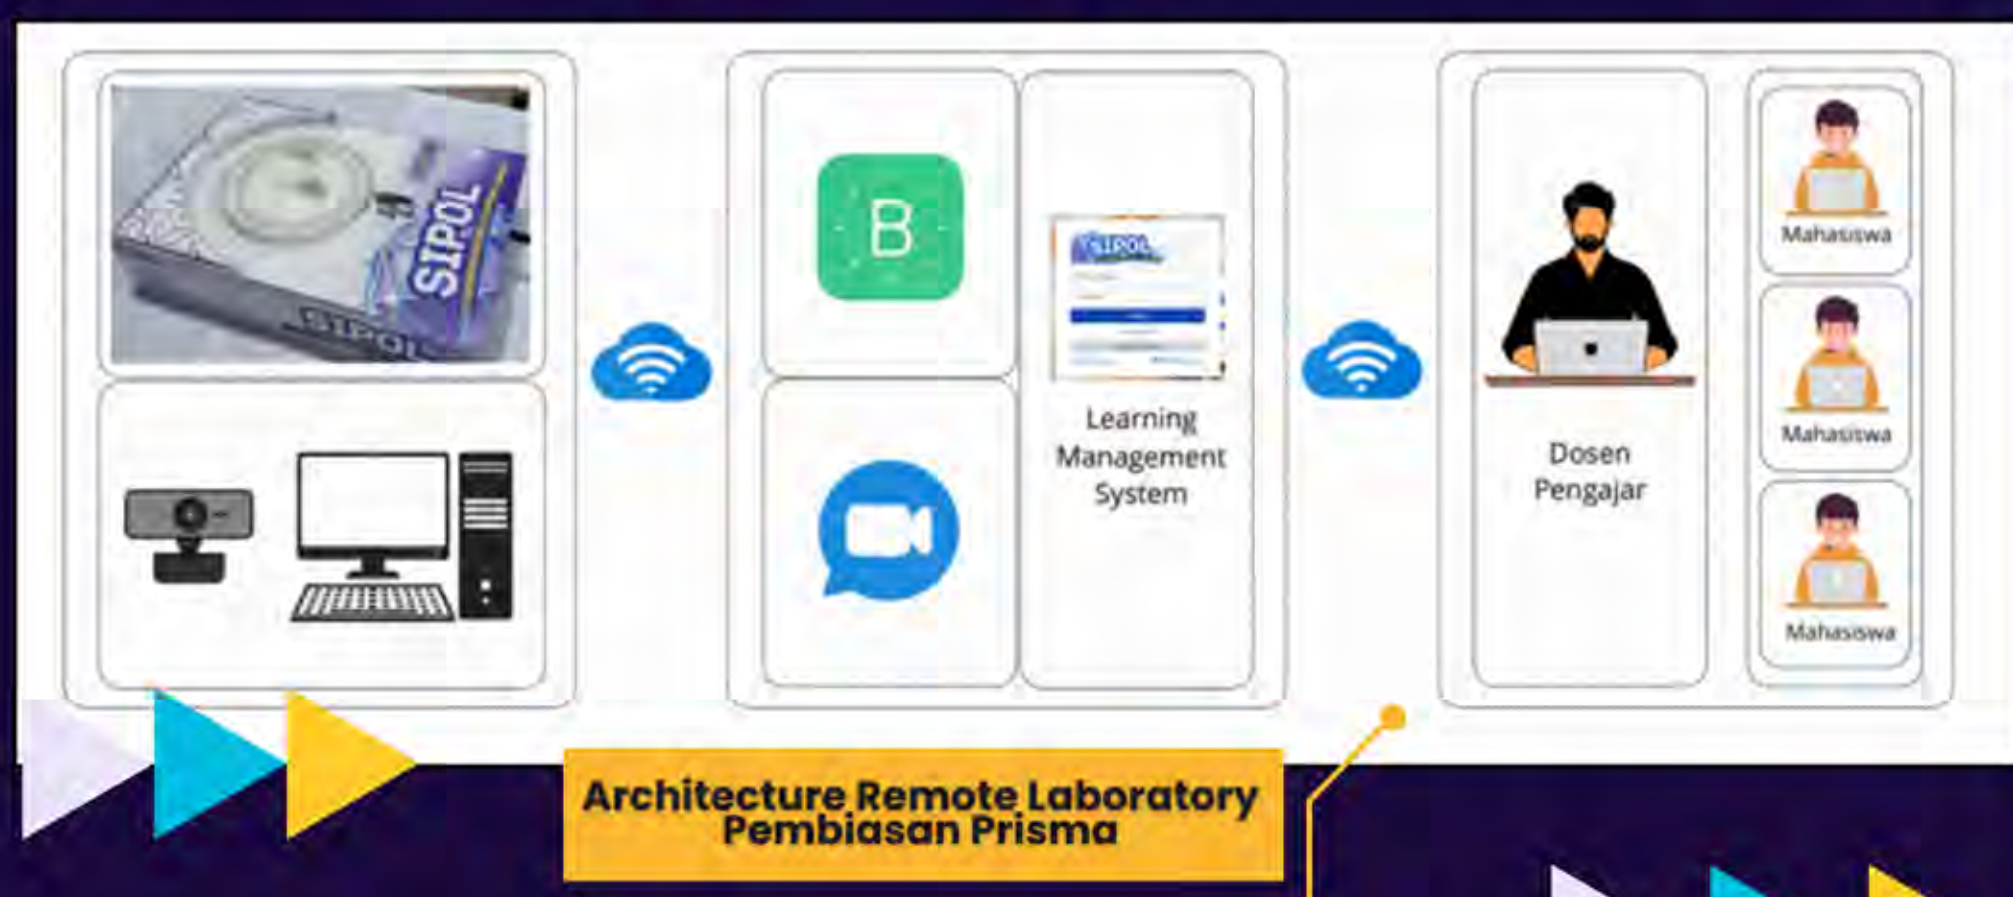 SIPOL
SIPOL
B
SIPOL
Learning
Management
System
Dosen
Pengajar
Mahasiswa
Mahasiswa
Mahasiswa
Architecture Remote Laboratory
Pembiasan Prisma